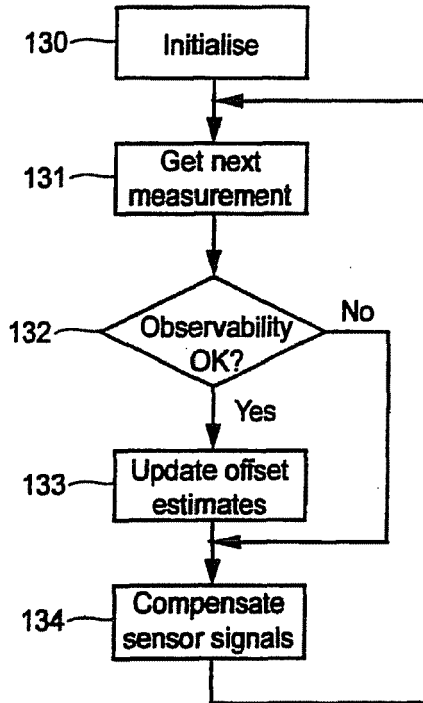 130
Initialise
131
Get next
measurement
132
Observability
OK?
No
Yes
133
Update offset
estimates
134
Compensate
sensor signals